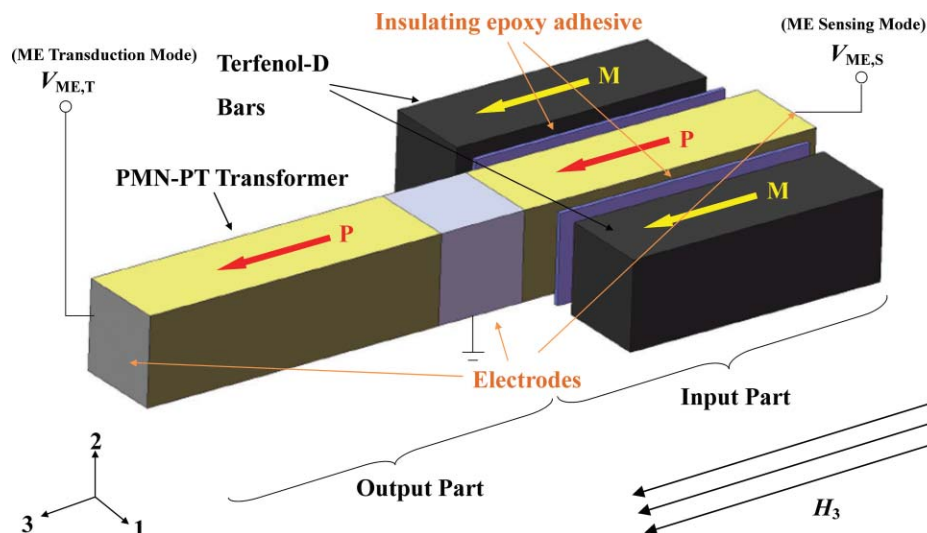 Insulating epoxy adhesive
(ME Sensing Mode)
V_ME,S
(ME Transduction Mode)
V_ME,T
Terfenol-D
Bars
M
P
PMN-PT Transformer
M
P
Electrodes
Input Part
Output Part
2
3
1
H_3